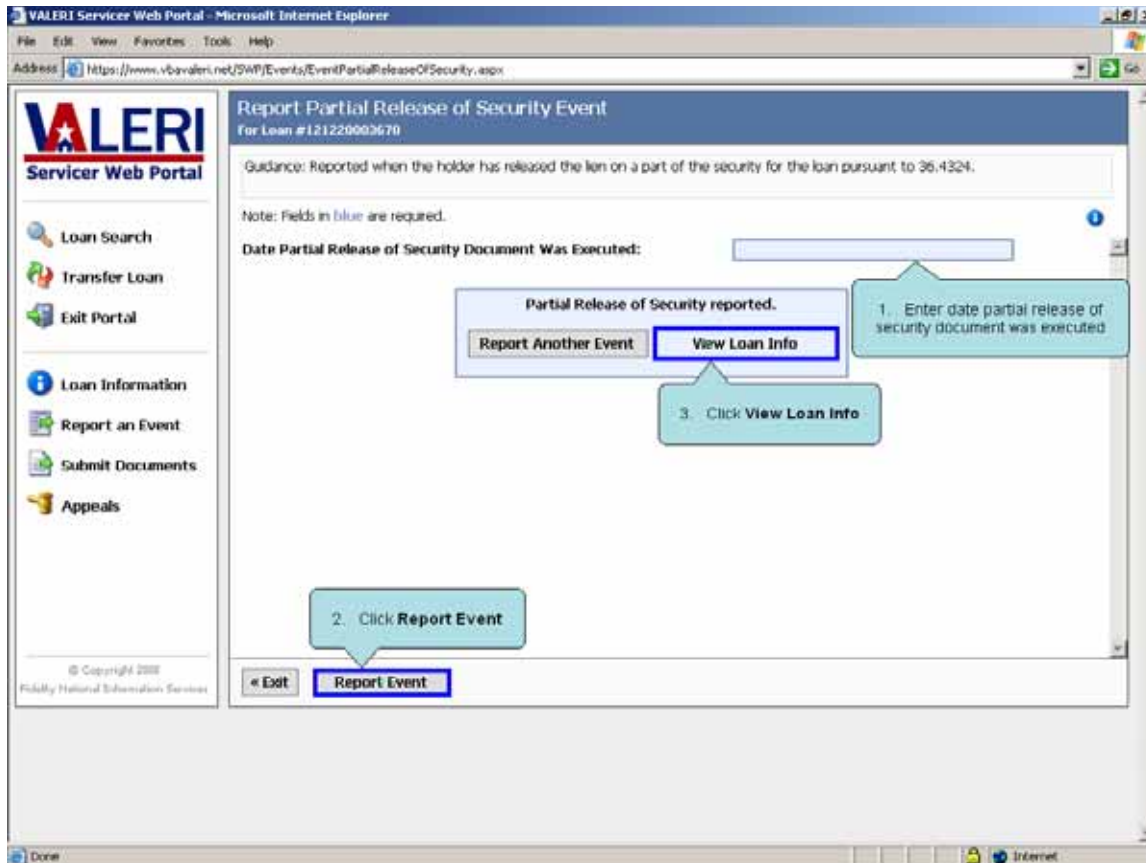 VALERI Servicer Web Portal - Microsoft Internet Explorer
File Edit View Favorites Tools Help
Address https://www.vbavaleri.net/SWP/Events/EventPartialReleaseOfSecurity.aspx Go
VALERI
Servicer Web Portal
Loan Search
Transfer Loan
Exit Portal
Loan Information
Report an Event
Submit Documents
Appeals
© Copyright 2008
Fidelity National Information Services
Report Partial Release of Security Event
For Loan #121220003670
Guidance: Reported when the holder has released the lien on a part of the security for the loan pursuant to 36.4324.
Note: Fields in blue are required.
Date Partial Release of Security Document Was Executed:
1. Enter date partial release of
security document was executed
Partial Release of Security reported.
Report Another Event View Loan Info
3. Click View Loan Info
2. Click Report Event
« Exit Report Event
Done Internet